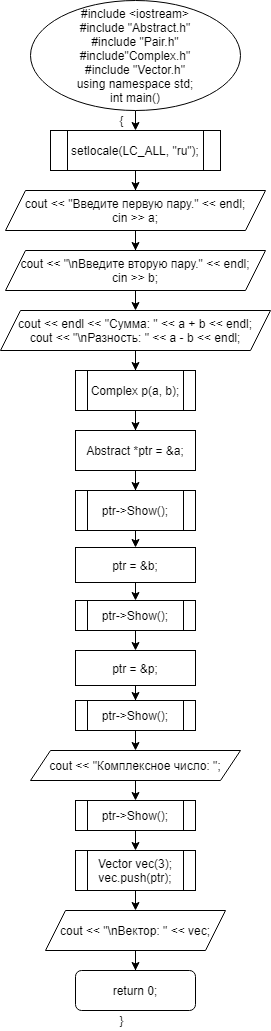 #include <iostream>
#include "Abstract.h"
#include "Pair.h"
#include"Complex.h"
#include "Vector.h"
using namespace std;
int main()
{
setlocale(LC_ALL, "ru");
cout << "Введите первую пару." << endl;
cin >> a;
cout << "\nВведите вторую пару." << endl;
cin >> b;
cout << endl << "Сумма: " << a + b << endl;
cout << "\nРазность: " << a - b << endl;
Complex p(a, b);
Abstract *ptr = &a;
ptr->Show();
ptr = &b;
ptr->Show();
ptr = &p;
ptr->Show();
cout << "Комплексное число: ";
ptr->Show();
Vector vec(3);
vec.push(ptr);
cout << "\nВектор: " << vec;
return 0;
}